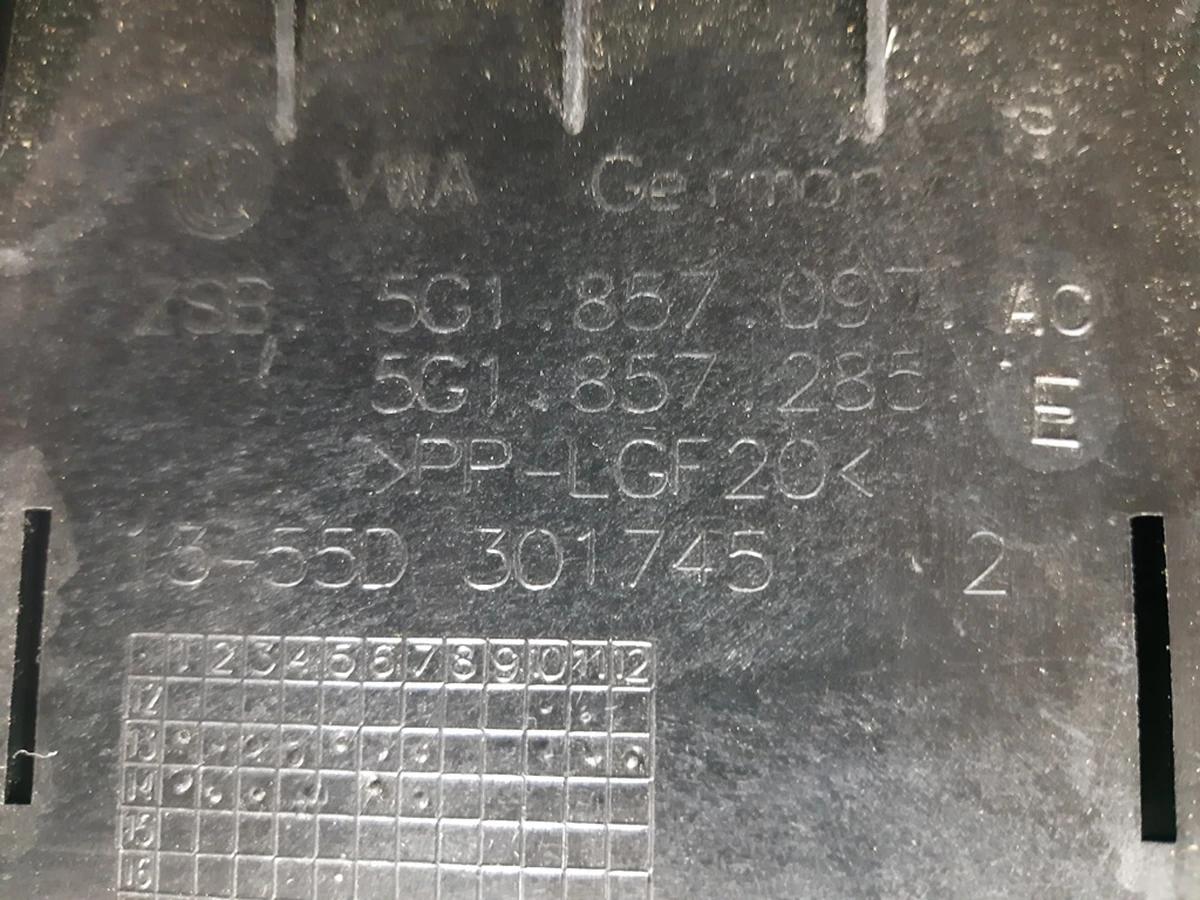 VWA Germany
ZSB. 5G1.857.097. AC
5G1.857.285 E
>PP-LGF20<
13-55D 301745 2
1 2 3 4 5 6 7 8 9 10 11 12
12
13
14
15
16